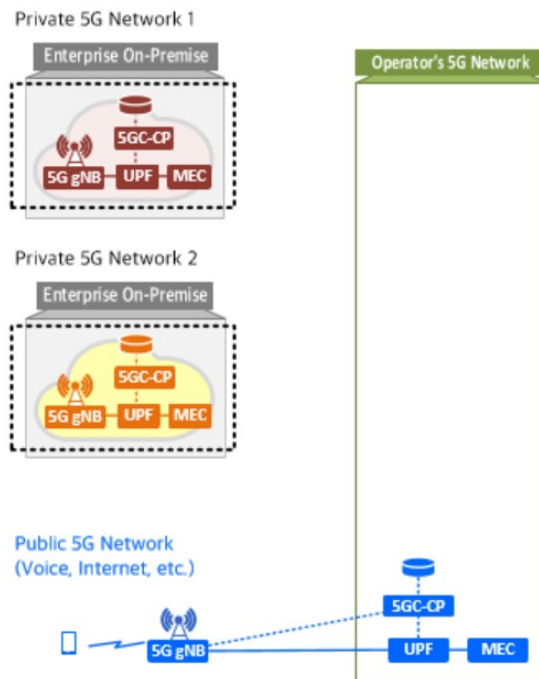 Private 5G Network 1
Enterprise On-Premise
Operator's 5G Network
5GC-CP
5G gNB
UPF
MEC
Private 5G Network 2
Enterprise On-Premise
5GC-CP
5G gNB
UPF
MEC
Public 5G Network
(Voice, Internet, etc.)
5GC-CP
5G gNB
UPF
MEC